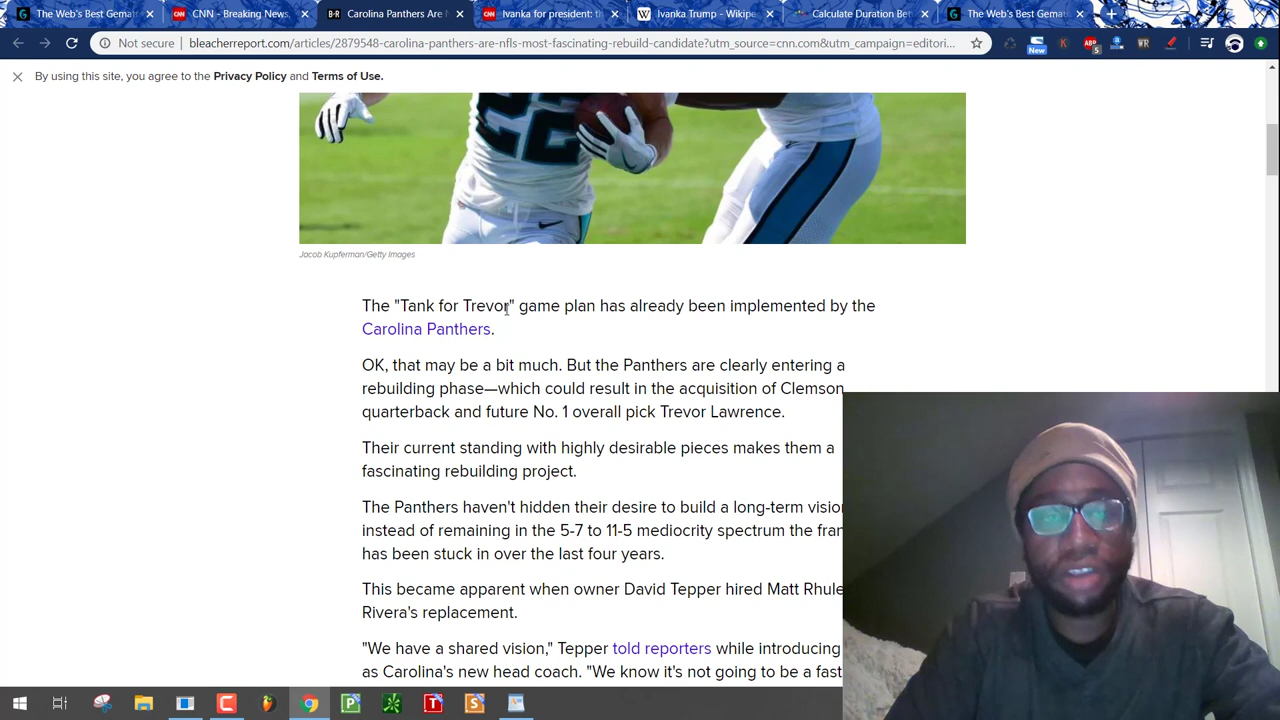 The Web's Best Gemat
CNN - Breaking News,
B/R
Carolina Panthers Are N
CNN
Ivanka for president: th
W
Ivanka Trump - Wikipe
Calculate Duration Bet
The Web's Best Gemat
Not secure
bleacherreport.com/articles/2879548-carolina-panthers-are-nfls-most-fascinating-rebuild-candidate?utm_source=cnn.com&utm_campaign=editori...
New
K
ABP
5
WR
By using this site, you agree to the Privacy Policy and Terms of Use.
22
Jacob Kupferman/Getty Images
The "Tank for Trevor" game plan has already been implemented by the
Carolina Panthers.
OK, that may be a bit much. But the Panthers are clearly entering a
rebuilding phase—which could result in the acquisition of Clemson
quarterback and future No. 1 overall pick Trevor Lawrence.
Their current standing with highly desirable pieces makes them a
fascinating rebuilding project.
The Panthers haven't hidden their desire to build a long-term visio
instead of remaining in the 5-7 to 11-5 mediocrity spectrum the fran
has been stuck in over the last four years.
This became apparent when owner David Tepper hired Matt Rhule
Rivera's replacement.
"We have a shared vision," Tepper told reporters while introducing
as Carolina's new head coach. "We know it's not going to be a fast
P
T
S